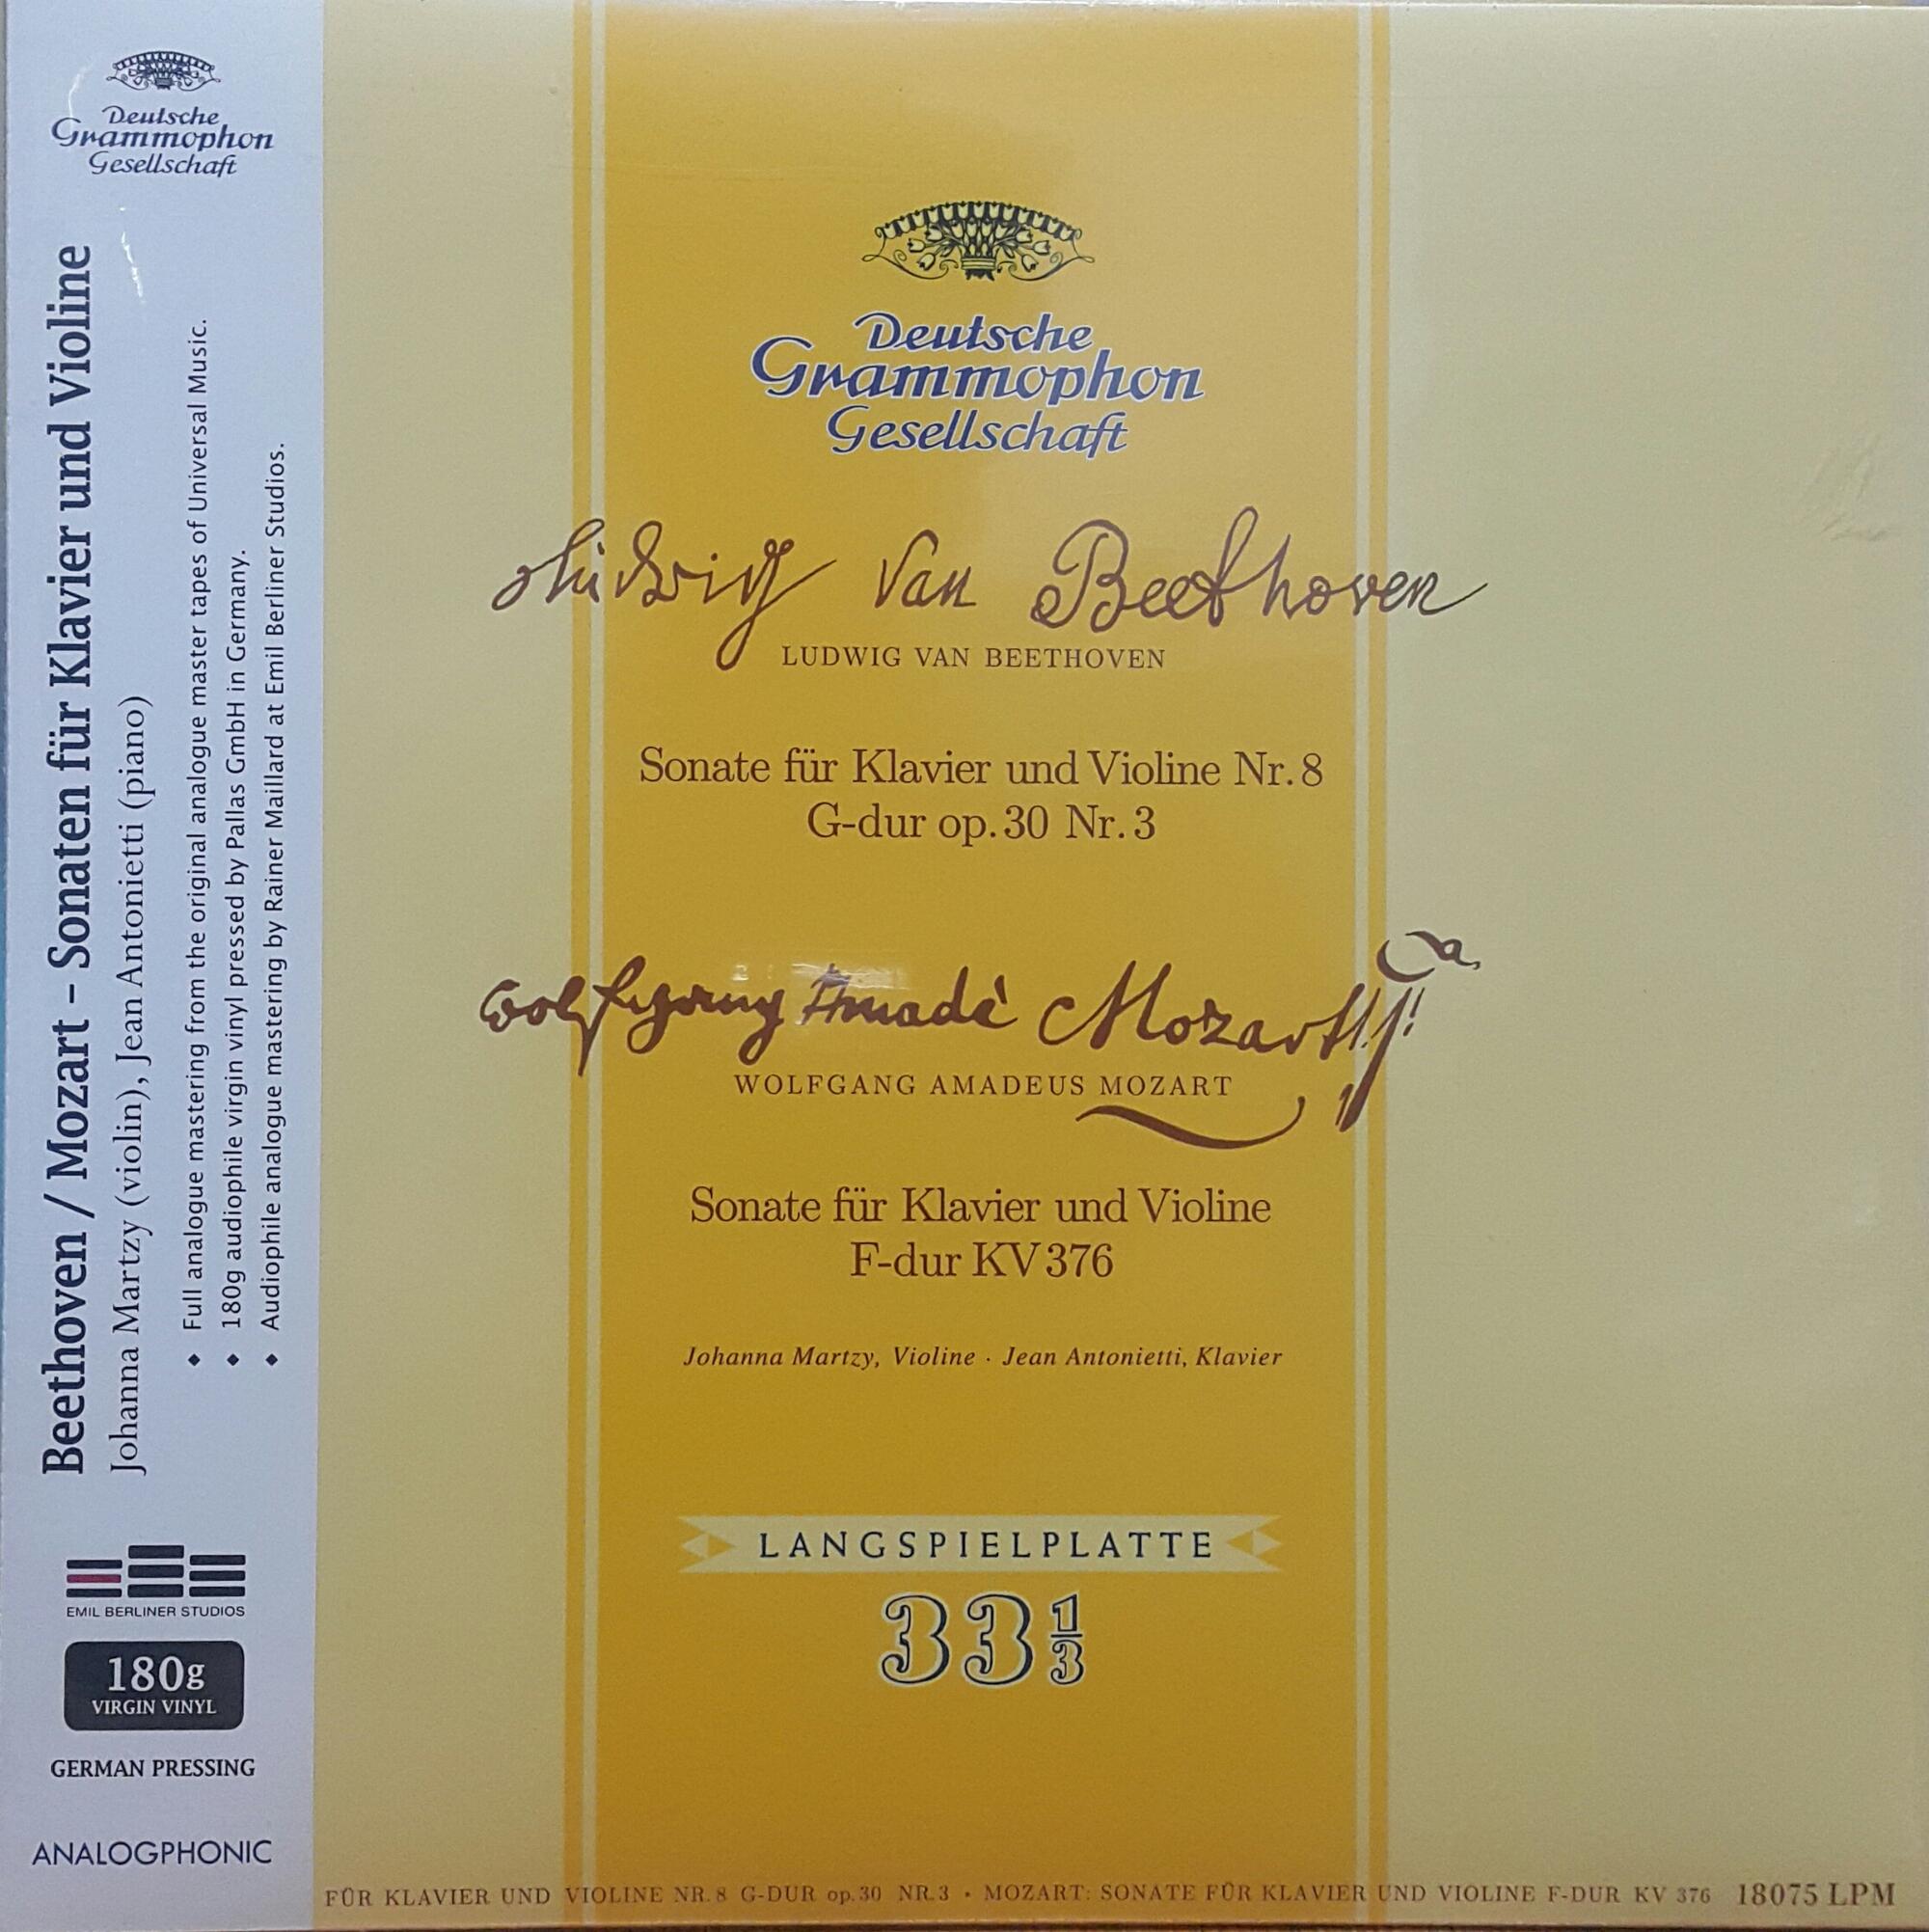 Deutsche
Grammophon
Gesellschaft
Beethoven / Mozart – Sonaten für Klavier und Violine
Johanna Martzy (violin), Jean Antonietti (piano)
◆ Full analogue mastering from the original analogue master tapes of Universal Music.
◆ 180g audiophile virgin vinyl pressed by Pallas GmbH in Germany.
◆ Audiophile analogue mastering by Rainer Maillard at Emil Berliner Studios.
EMIL BERLINER STUDIOS
180g
VIRGIN VINYL
GERMAN PRESSING
ANALOGPHONIC
Deutsche
Grammophon
Gesellschaft
Ludwig van Beethoven
LUDWIG VAN BEETHOVEN
Sonate für Klavier und Violine Nr. 8
G-dur op. 30 Nr. 3
Wolfgang Amadè Mozart
WOLFGANG AMADEUS MOZART
Sonate für Klavier und Violine
F-dur KV 376
Johanna Martzy, Violine · Jean Antonietti, Klavier
LANGSPIELPLATTE
33 1/3
FÜR KLAVIER UND VIOLINE NR. 8 G-DUR op. 30 NR. 3 • MOZART: SONATE FÜR KLAVIER UND VIOLINE F-DUR KV 376 18075 LPM